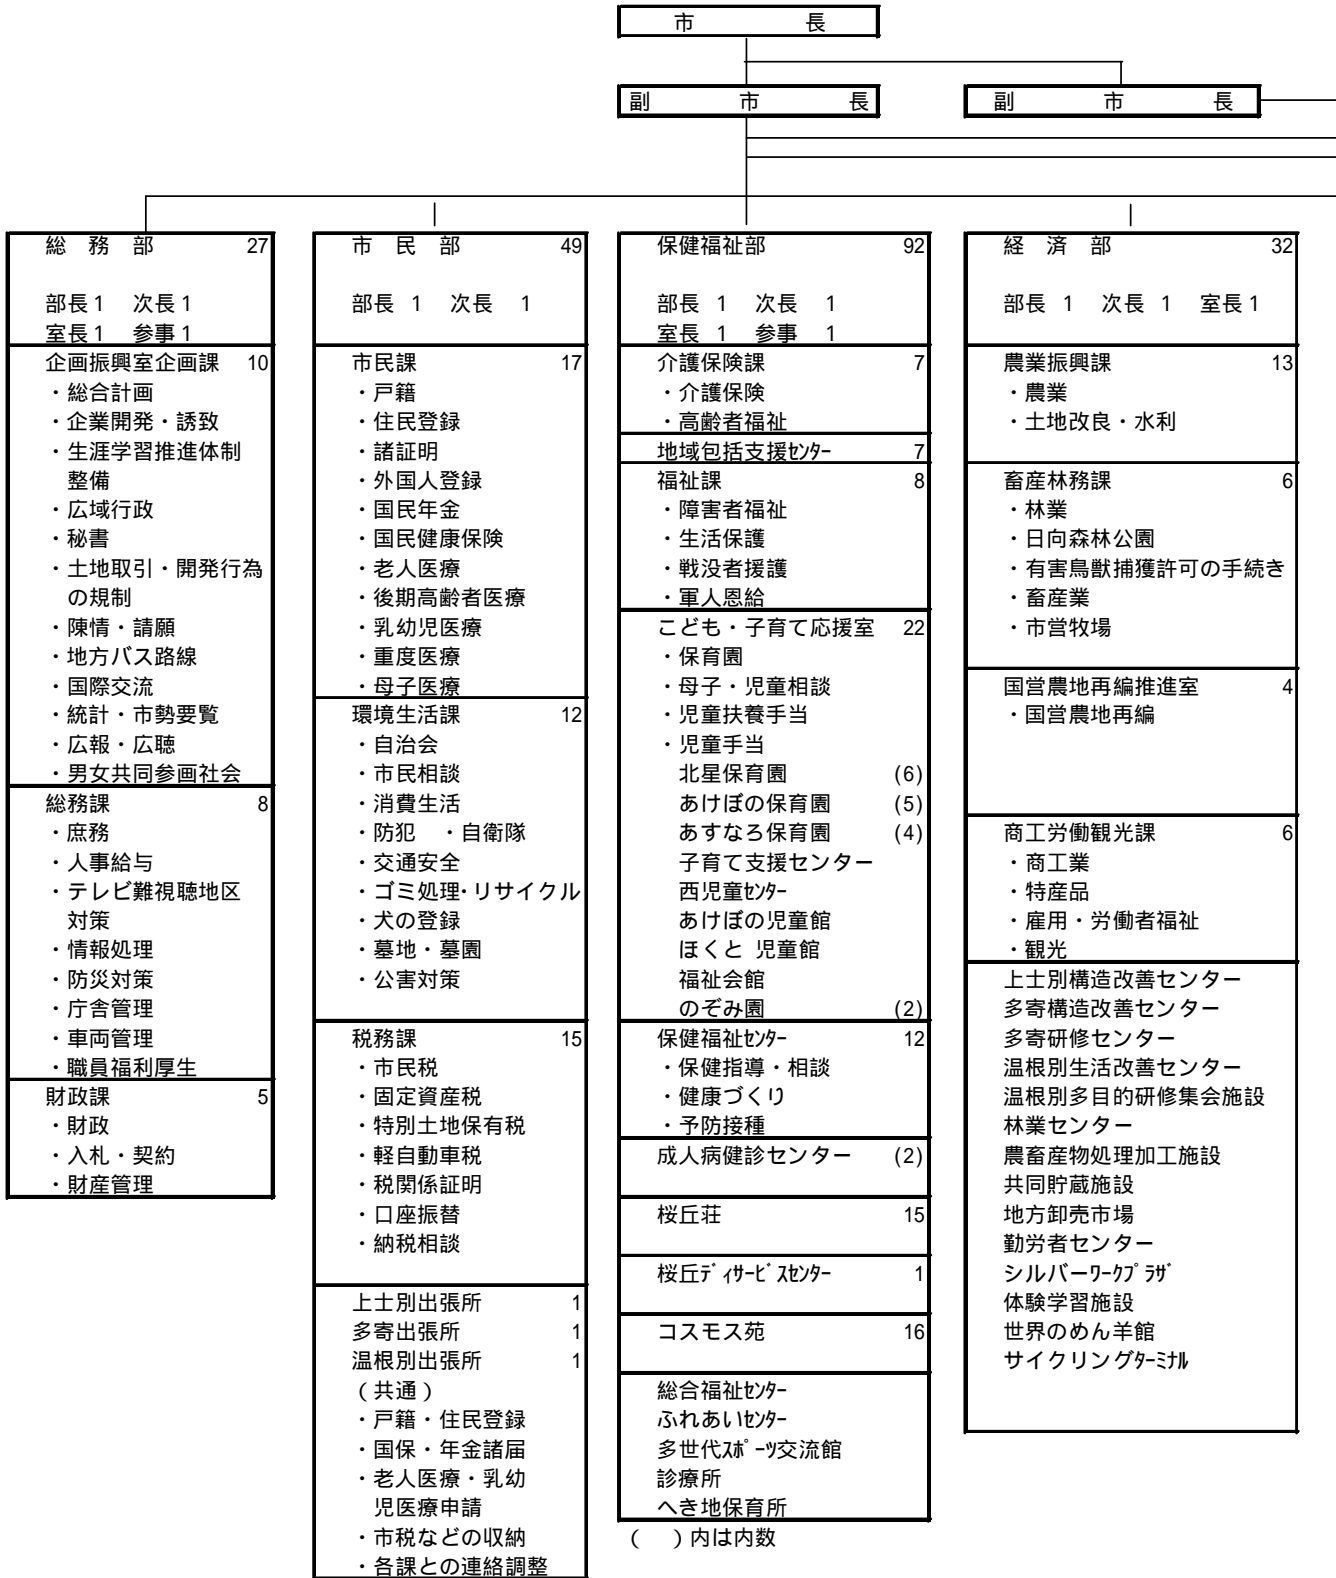 市　　　　長
副　　　市　　　長
副　　　市　　　長
総　務　部　27
部長 1　次長 1
室長 1　参事 1
企画振興室企画課　10
・総合計画
・企業開発・誘致
・生涯学習推進体制
整備
・広域行政
・秘書
・土地取引・開発行為
の規制
・陳情・請願
・地方バス路線
・国際交流
・統計・市勢要覧
・広報・広聴
・男女共同参画社会
総務課　8
・庶務
・人事給与
・テレビ難視聴地区
対策
・情報処理
・防災対策
・庁舎管理
・車両管理
・職員福利厚生
財政課　5
・財政
・入札・契約
・財産管理
市　民　部　49
部長 1　次長 1
市民課　17
・戸籍
・住民登録
・諸証明
・外国人登録
・国民年金
・国民健康保険
・老人医療
・後期高齢者医療
・乳幼児医療
・重度医療
・母子医療
環境生活課　12
・自治会
・市民相談
・消費生活
・防犯　・自衛隊
・交通安全
・ゴミ処理・リサイクル
・犬の登録
・墓地・墓園
・公害対策
税務課　15
・市民税
・固定資産税
・特別土地保有税
・軽自動車税
・税関係証明
・口座振替
・納税相談
上士別出張所　1
多寄出張所　1
温根別出張所　1
（共通）
・戸籍・住民登録
・国保・年金諸届
・老人医療・乳幼
児医療申請
・市税などの収納
・各課との連絡調整
保健福祉部　92
部長 1　次長 1
室長 1　参事 1
介護保険課　7
・介護保険
・高齢者福祉
地域包括支援ｾﾝﾀｰ　7
福祉課　8
・障害者福祉
・生活保護
・戦没者援護
・軍人恩給
こども・子育て応援室　22
・保育園
・母子・児童相談
・児童扶養手当
・児童手当
北星保育園　(6)
あけぼの保育園　(5)
あすなろ保育園　(4)
子育て支援センター
西児童ｾﾝﾀｰ
あけぼの児童館
ほくと 児童館
福祉会館
のぞみ園　(2)
保健福祉ｾﾝﾀｰ　12
・保健指導・相談
・健康づくり
・予防接種
成人病健診センター　(2)
桜丘荘　15
桜丘ﾃﾞｨｻｰﾋﾞｽｾﾝﾀｰ　1
コスモス苑　16
総合福祉ｾﾝﾀｰ
ふれあいｾﾝﾀｰ
多世代ｽﾎﾟｰﾂ交流館
診療所
へき地保育所
(　)内は内数
経　済　部　32
部長 1　次長 1　室長 1
農業振興課　13
・農業
・土地改良・水利
畜産林務課　6
・林業
・日向森林公園
・有害鳥獣捕獲許可の手続き
・畜産業
・市営牧場
国営農地再編推進室　4
・国営農地再編
商工労働観光課　6
・商工業
・特産品
・雇用・労働者福祉
・観光
上士別構造改善センター
多寄構造改善センター
多寄研修センター
温根別生活改善センター
温根別多目的研修集会施設
林業センター
農畜産物処理加工施設
共同貯蔵施設
地方卸売市場
勤労者センター
シルバーﾜｰｸﾌﾟﾗｻﾞ
体験学習施設
世界のめん羊館
サイクリングﾀｰﾐﾅﾙ